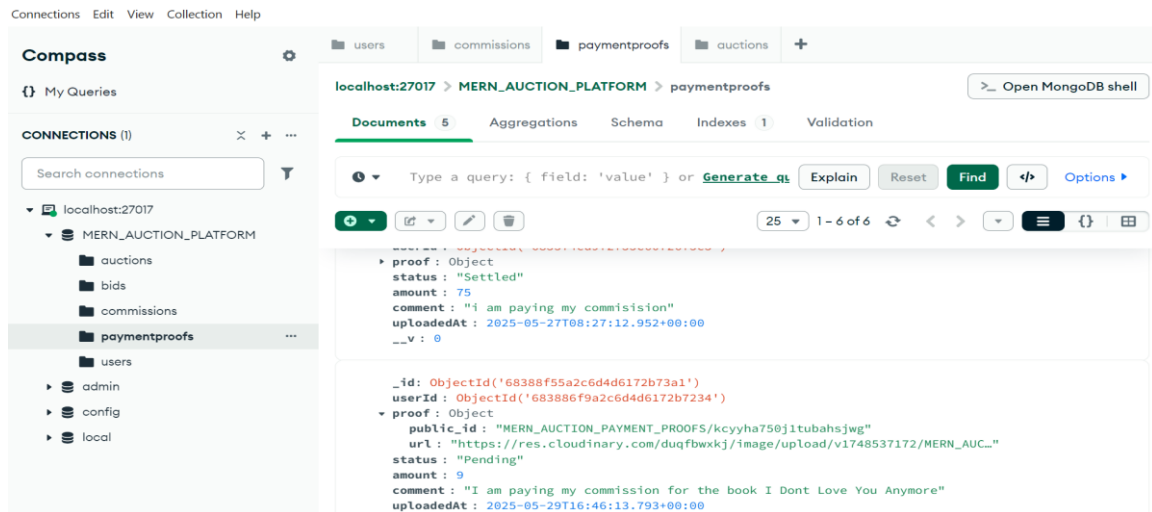 Connections Edit View Collection Help
Compass
{} My Queries
CONNECTIONS (1)
Search connections
localhost:27017
MERN_AUCTION_PLATFORM
auctions
bids
commissions
paymentproofs
users
admin
config
local
users commissions paymentproofs auctions
localhost:27017 > MERN_AUCTION_PLATFORM > paymentproofs
>_ Open MongoDB shell
Documents 5 Aggregations Schema Indexes 1 Validation
Type a query: { field: 'value' } or Generate qu Explain Reset Find </> Options
25 1 – 6 of 6 {}
proof : Object
status : "Settled"
amount : 75
comment : "i am paying my commisision"
uploadedAt : 2025-05-27T08:27:12.952+00:00
__v : 0
_id: ObjectId('68388f55a2c6d4d6172b73a1')
userId : ObjectId('683886f9a2c6d4d6172b7234')
proof : Object
public_id : "MERN_AUCTION_PAYMENT_PROOFS/kcyyha750j1tubahsjwg"
url : "https://res.cloudinary.com/duqfbwxkj/image/upload/v1748537172/MERN_AUC…"
status : "Pending"
amount : 9
comment : "I am paying my commission for the book I Dont Love You Anymore"
uploadedAt : 2025-05-29T16:46:13.793+00:00